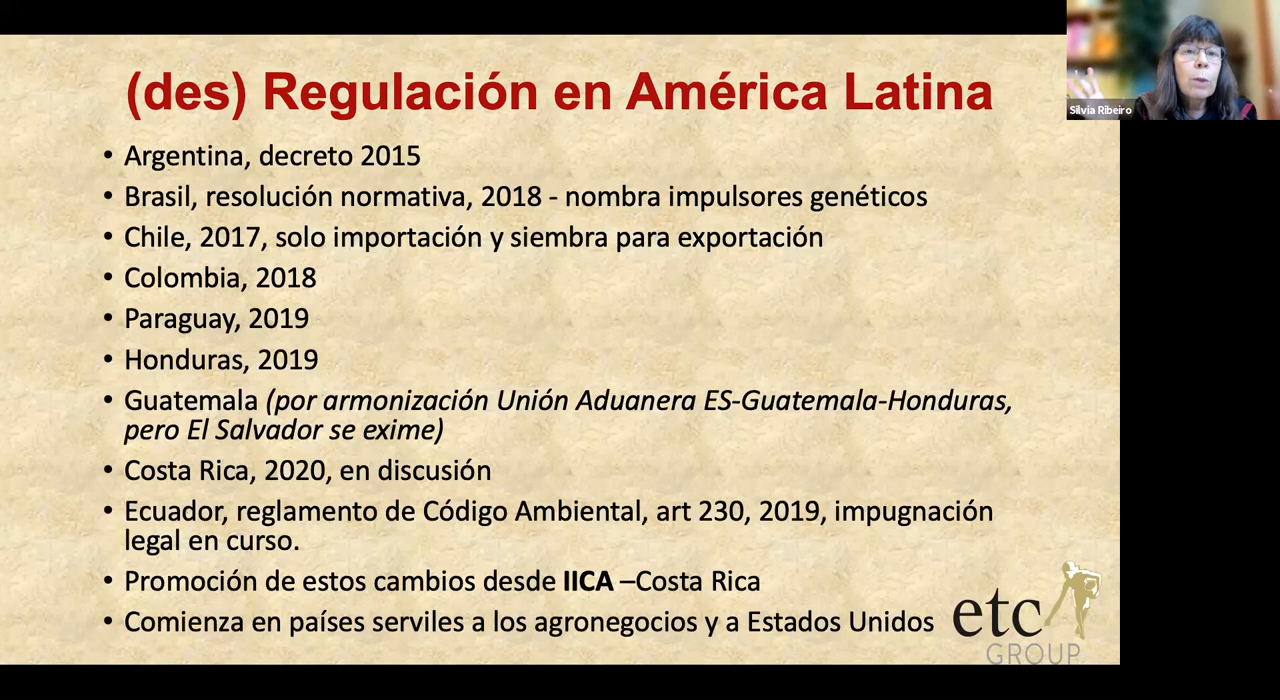 (des) Regulación en América Latina
Silvia Ribeiro
• Argentina, decreto 2015
• Brasil, resolución normativa, 2018 - nombra impulsores genéticos
• Chile, 2017, solo importación y siembra para exportación
• Colombia, 2018
• Paraguay, 2019
• Honduras, 2019
• Guatemala (por armonización Unión Aduanera ES-Guatemala-Honduras,
pero El Salvador se exime)
• Costa Rica, 2020, en discusión
• Ecuador, reglamento de Código Ambiental, art 230, 2019, impugnación
legal en curso.
• Promoción de estos cambios desde IICA –Costa Rica
• Comienza en países serviles a los agronegocios y a Estados Unidos
etc
GROUP